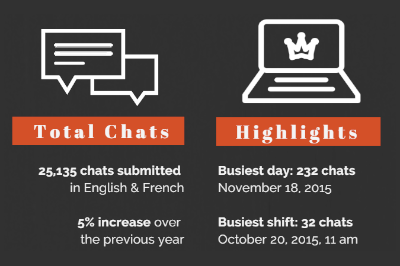 Total Chats
25,135 chats submitted
in English & French
5% increase over
the previous year
Highlights
Busiest day: 232 chats
November 18, 2015
Busiest shift: 32 chats
October 20, 2015, 11 am